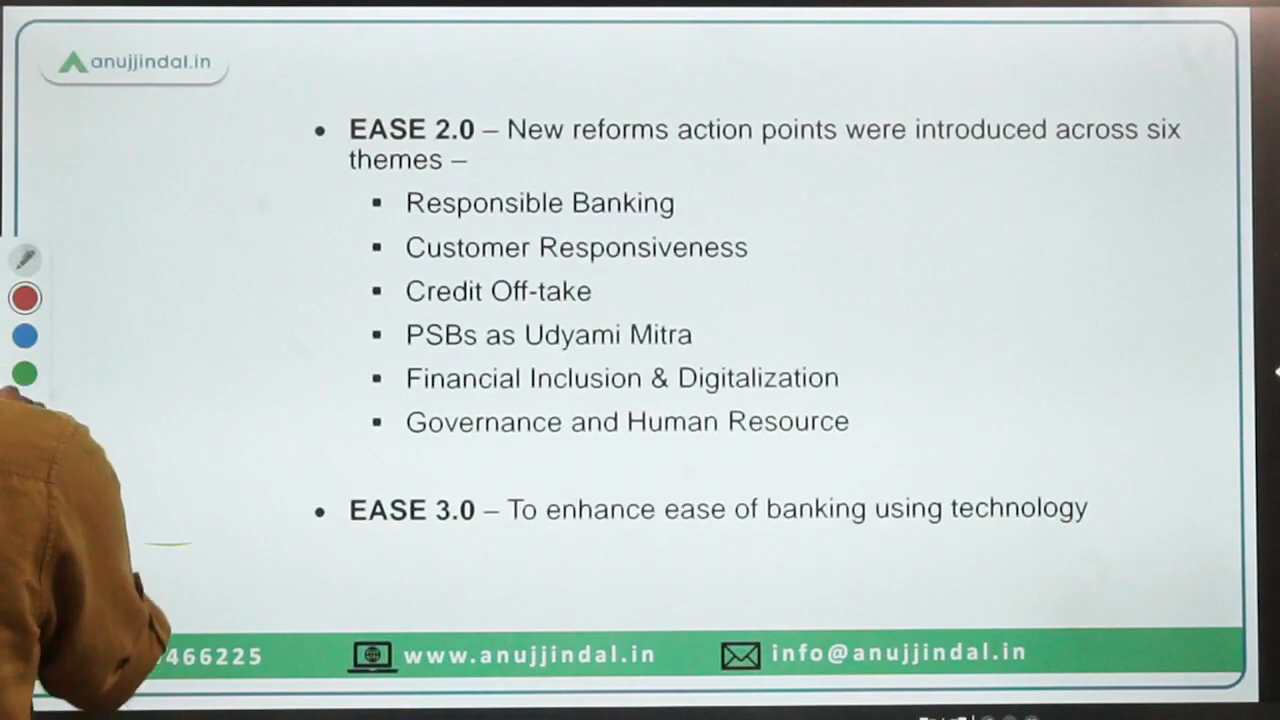 anujjindal.in
• EASE 2.0 – New reforms action points were introduced across six
themes –
▪ Responsible Banking
▪ Customer Responsiveness
▪ Credit Off-take
▪ PSBs as Udyami Mitra
▪ Financial Inclusion & Digitalization
▪ Governance and Human Resource
• EASE 3.0 – To enhance ease of banking using technology
466225 www.anujjindal.in info@anujjindal.in